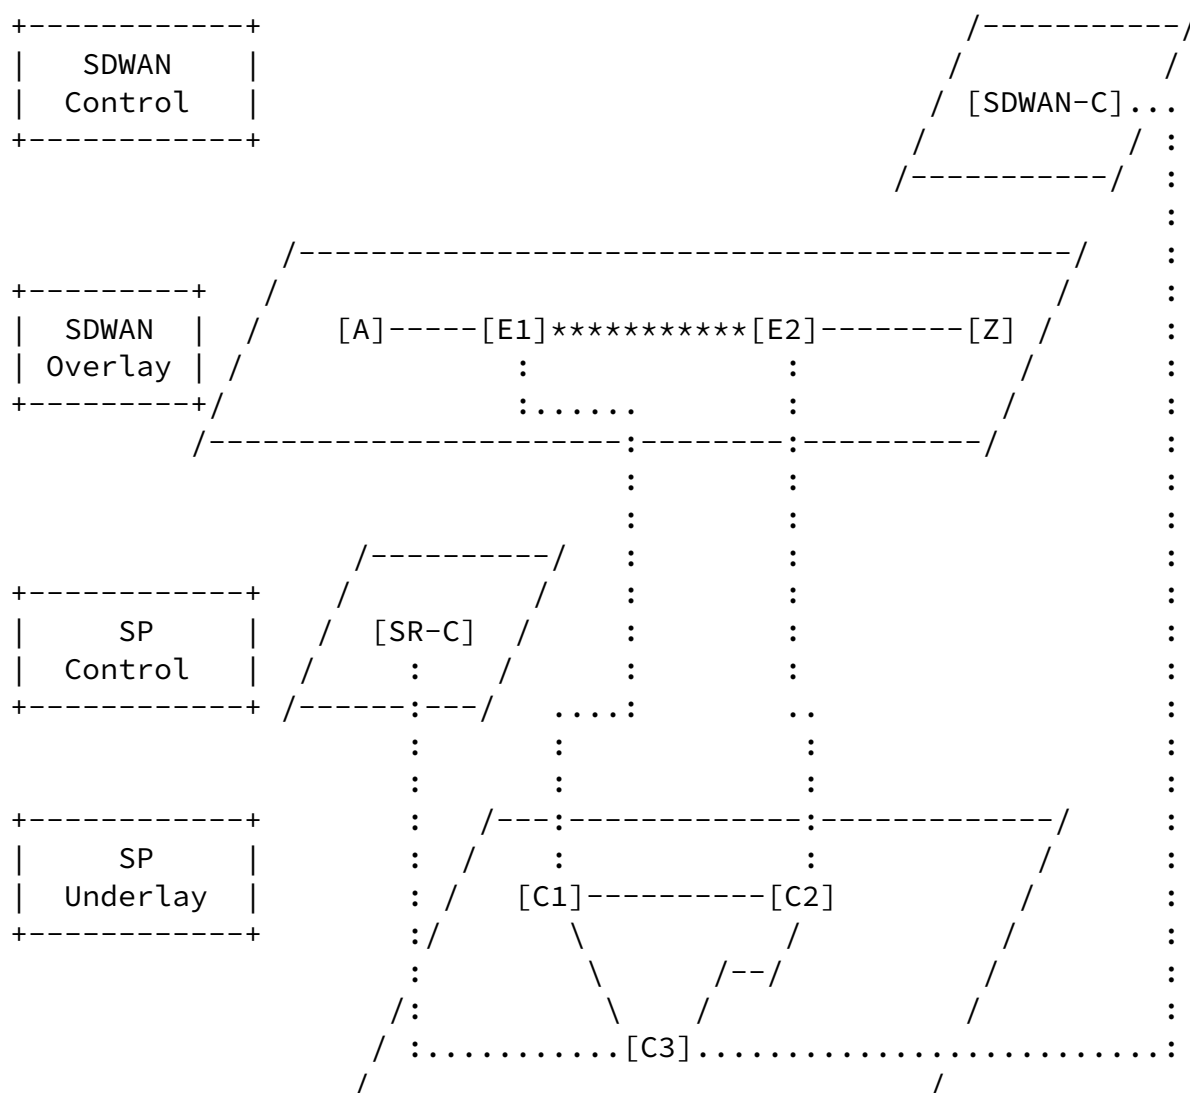 SDWAN
Control [SDWAN-C]
SDWAN [A] [E1]***********[E2] [Z]
Overlay
SP [SR-C]
Control
SP
Underlay [C1] [C2]
[C3]